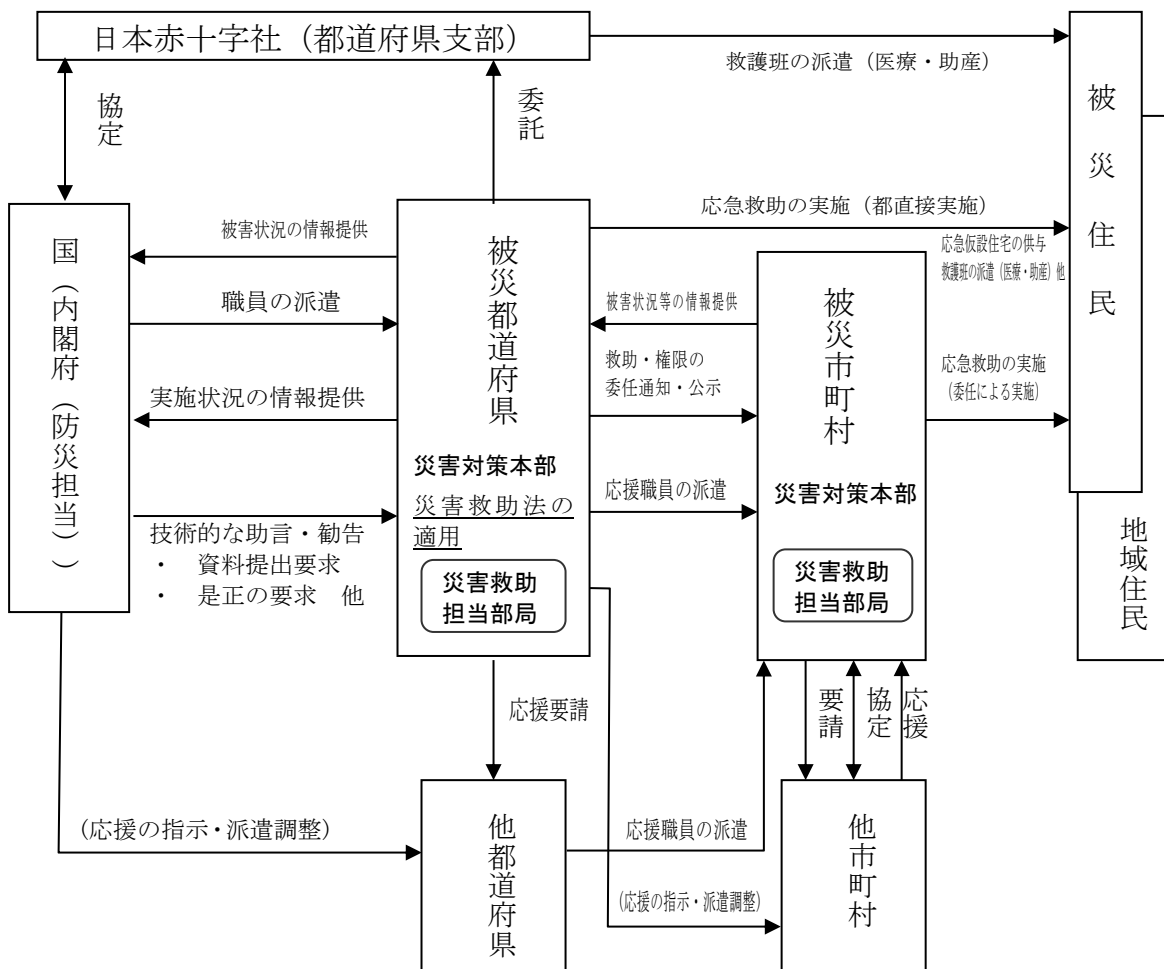 日本赤十字社（都道府県支部）
救護班の派遣（医療・助産）
協定
委託
被災住民
地域住民
国（内閣府（防災担当））
被害状況の情報提供
職員の派遣
実施状況の情報提供
技術的な助言・勧告
・　資料提出要求
・　是正の要求　他
被災都道府県
災害対策本部
災害救助法の
適用
災害救助
担当部局
応急救助の実施（都直接実施）
応急仮設住宅の供与
救護班の派遣（医療・助産）他
被害状況等の情報提供
救助・権限の
委任通知・公示
応援職員の派遣
被災市町村
災害対策本部
災害救助
担当部局
応急救助の実施
（委任による実施）
応援要請
要請
協定
応援
(応援の指示・派遣調整)
他都道府県
応援職員の派遣
(応援の指示・派遣調整)
他市町村